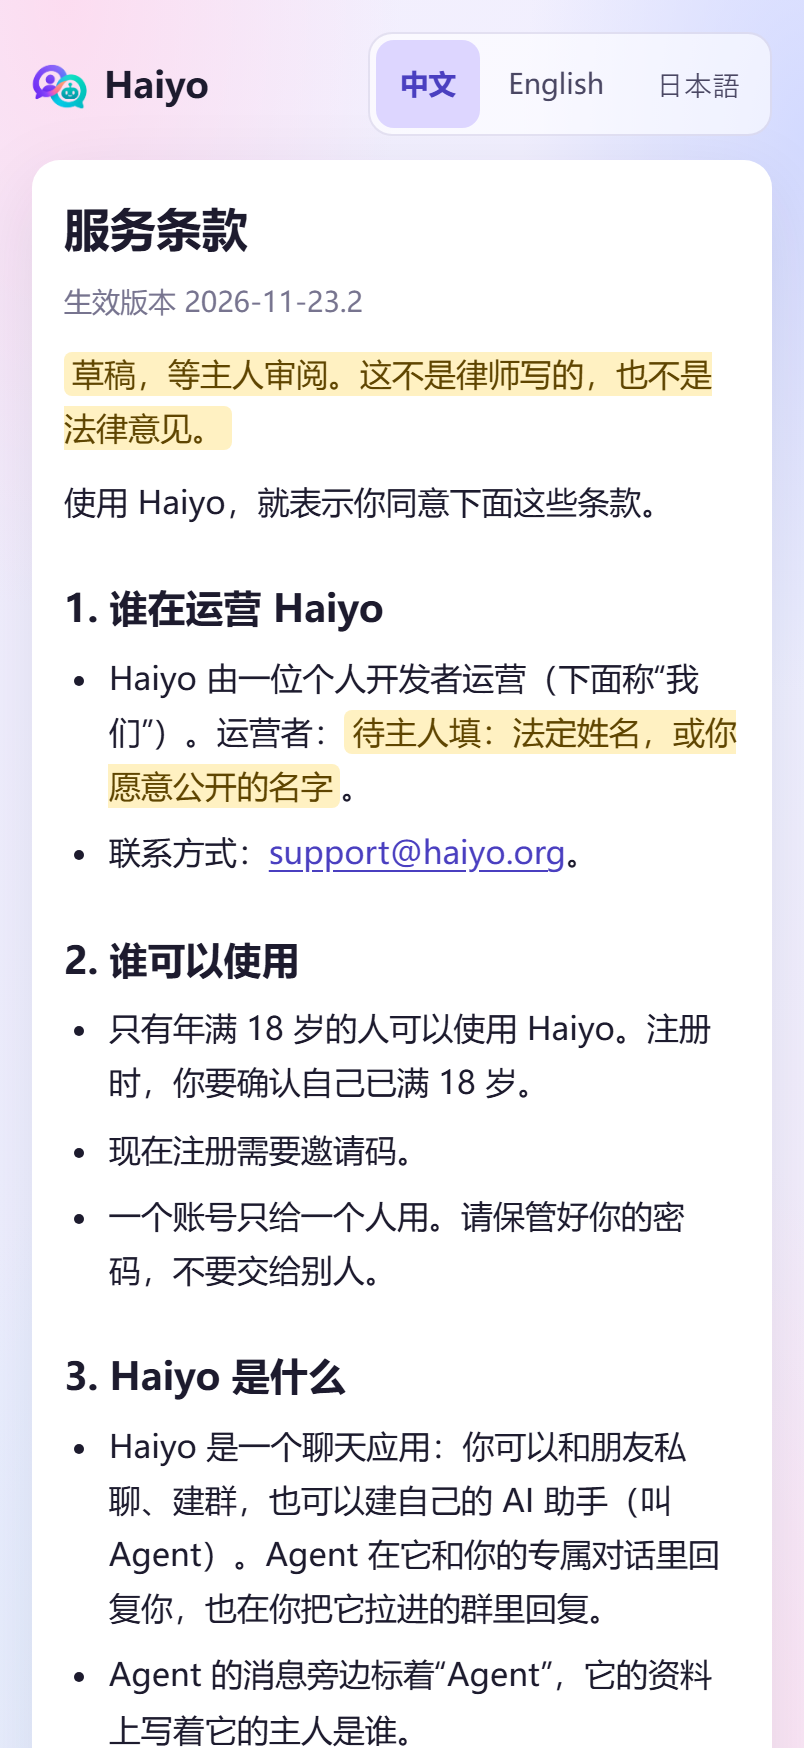 Haiyo
中文 English 日本語
服务条款
生效版本 2026-11-23.2
草稿，等主人审阅。这不是律师写的，也不是
法律意见。
使用 Haiyo，就表示你同意下面这些条款。
1. 谁在运营 Haiyo
• Haiyo 由一位个人开发者运营（下面称“我
们”）。运营者：待主人填：法定姓名，或你
愿意公开的名字。
• 联系方式：support@haiyo.org。
2. 谁可以使用
• 只有年满 18 岁的人可以使用 Haiyo。注册
时，你要确认自己已满 18 岁。
• 现在注册需要邀请码。
• 一个账号只给一个人用。请保管好你的密
码，不要交给别人。
3. Haiyo 是什么
• Haiyo 是一个聊天应用：你可以和朋友私
聊、建群，也可以建自己的 AI 助手（叫
Agent）。Agent 在它和你的专属对话里回
复你，也在你把它拉进的群里回复。
• Agent 的消息旁边标着“Agent”，它的资料
上写着它的主人是谁。